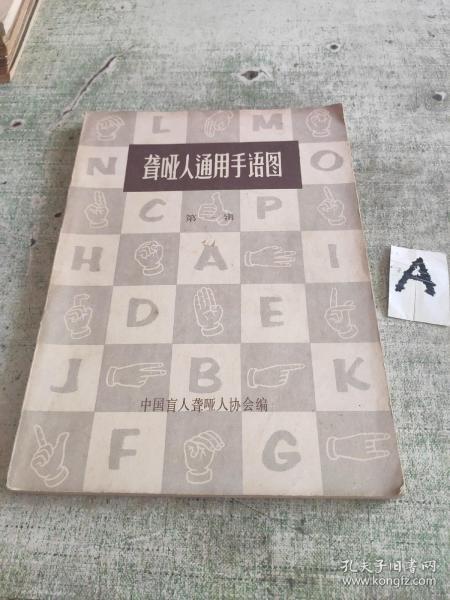 L M
聋哑人通用手语图
N O
C P
第 辑
H A I
D E
J B K
中国盲人聋哑人协会编
F G
A
孔夫子旧书网
www.kongfz.com